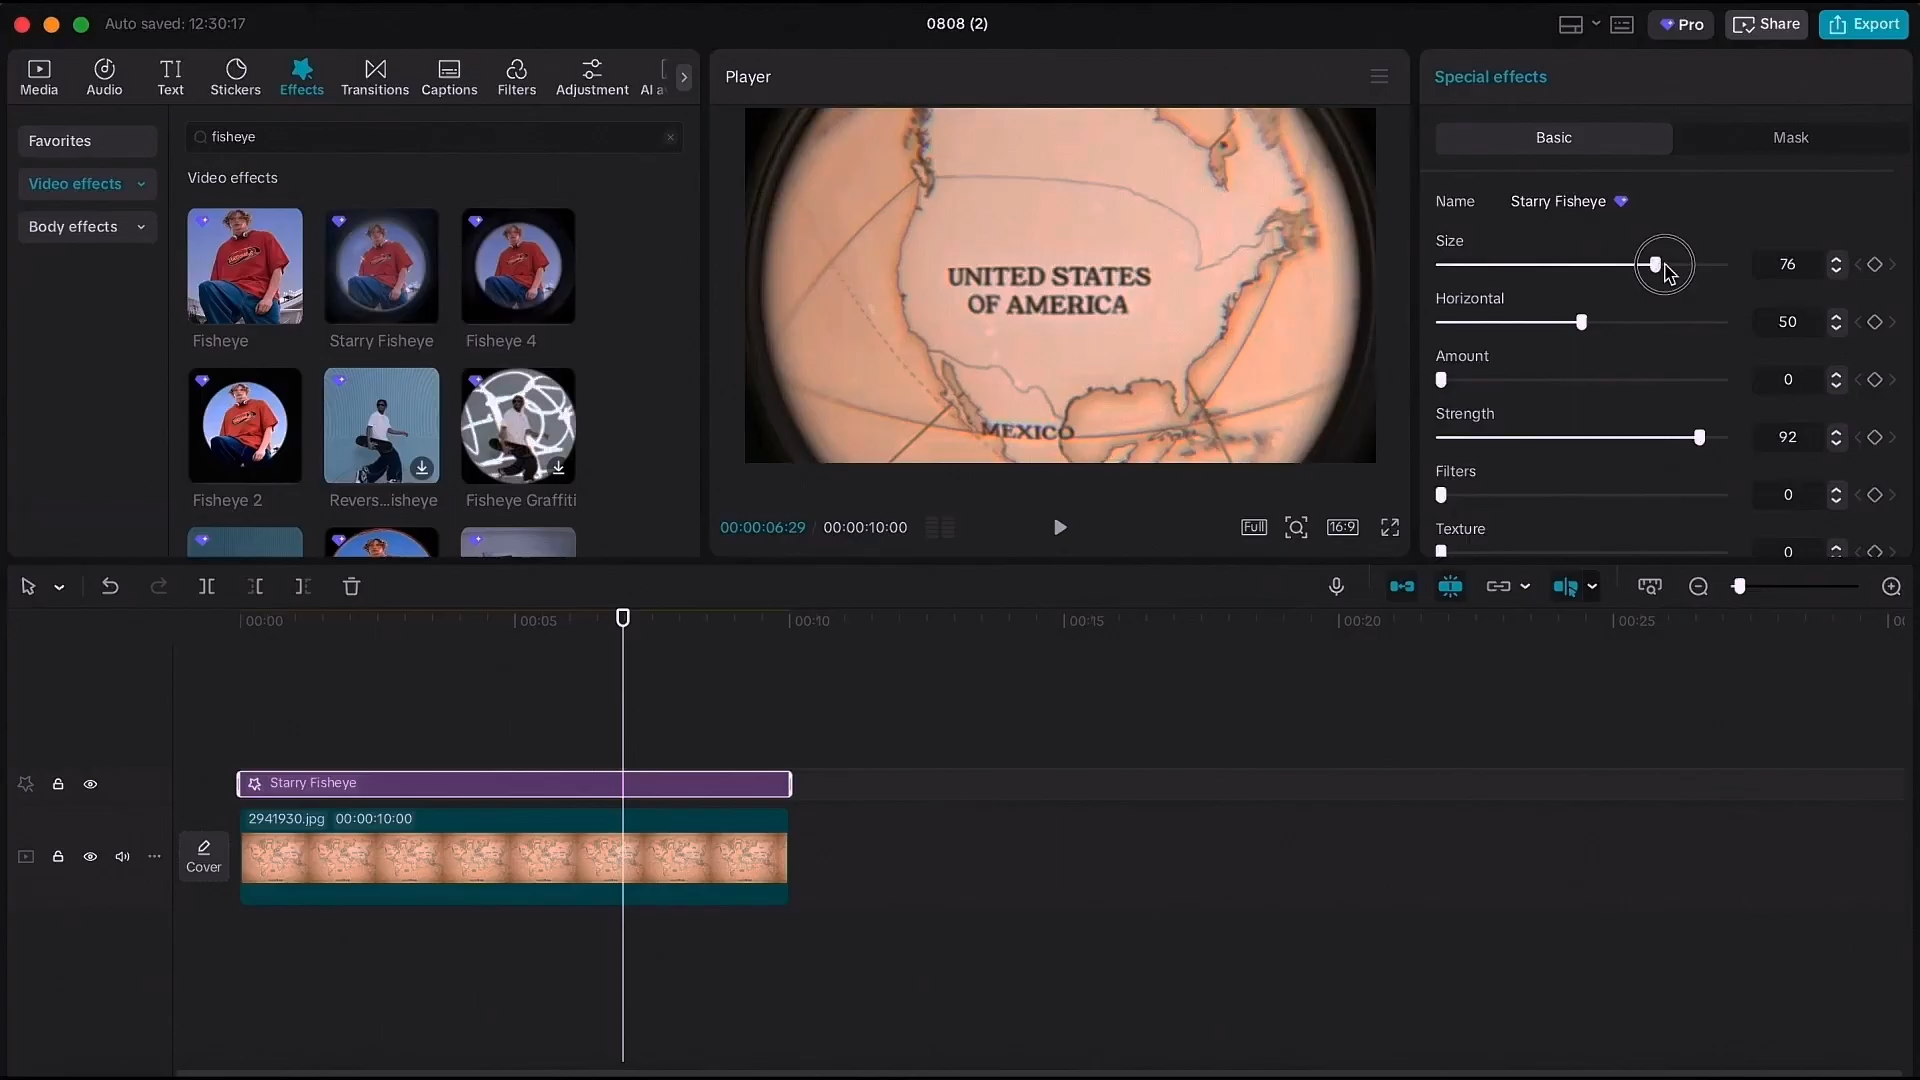 Auto saved: 12:30:17
0808 (2)
Pro
Share
Export
Media
Audio
TI
Text
Stickers
Effects
Transitions
Captions
Filters
Adjustment
AI a
Favorites
Video effects
Body effects
fisheye
Video effects
Fisheye
Starry Fisheye
Fisheye 4
Fisheye 2
Revers...isheye
Fisheye Graffiti
Player
UNITED STATES
OF AMERICA
MEXICO
00:00:06:29 / 00:00:10:00
Full
16:9
Special effects
Basic
Mask
Name
Starry Fisheye
Size
76
Horizontal
50
Amount
0
Strength
92
Filters
0
Texture
0
00:00
00:05
00:10
00:15
00:20
00:25
Starry Fisheye
2941930.jpg 00:00:10:00
Cover